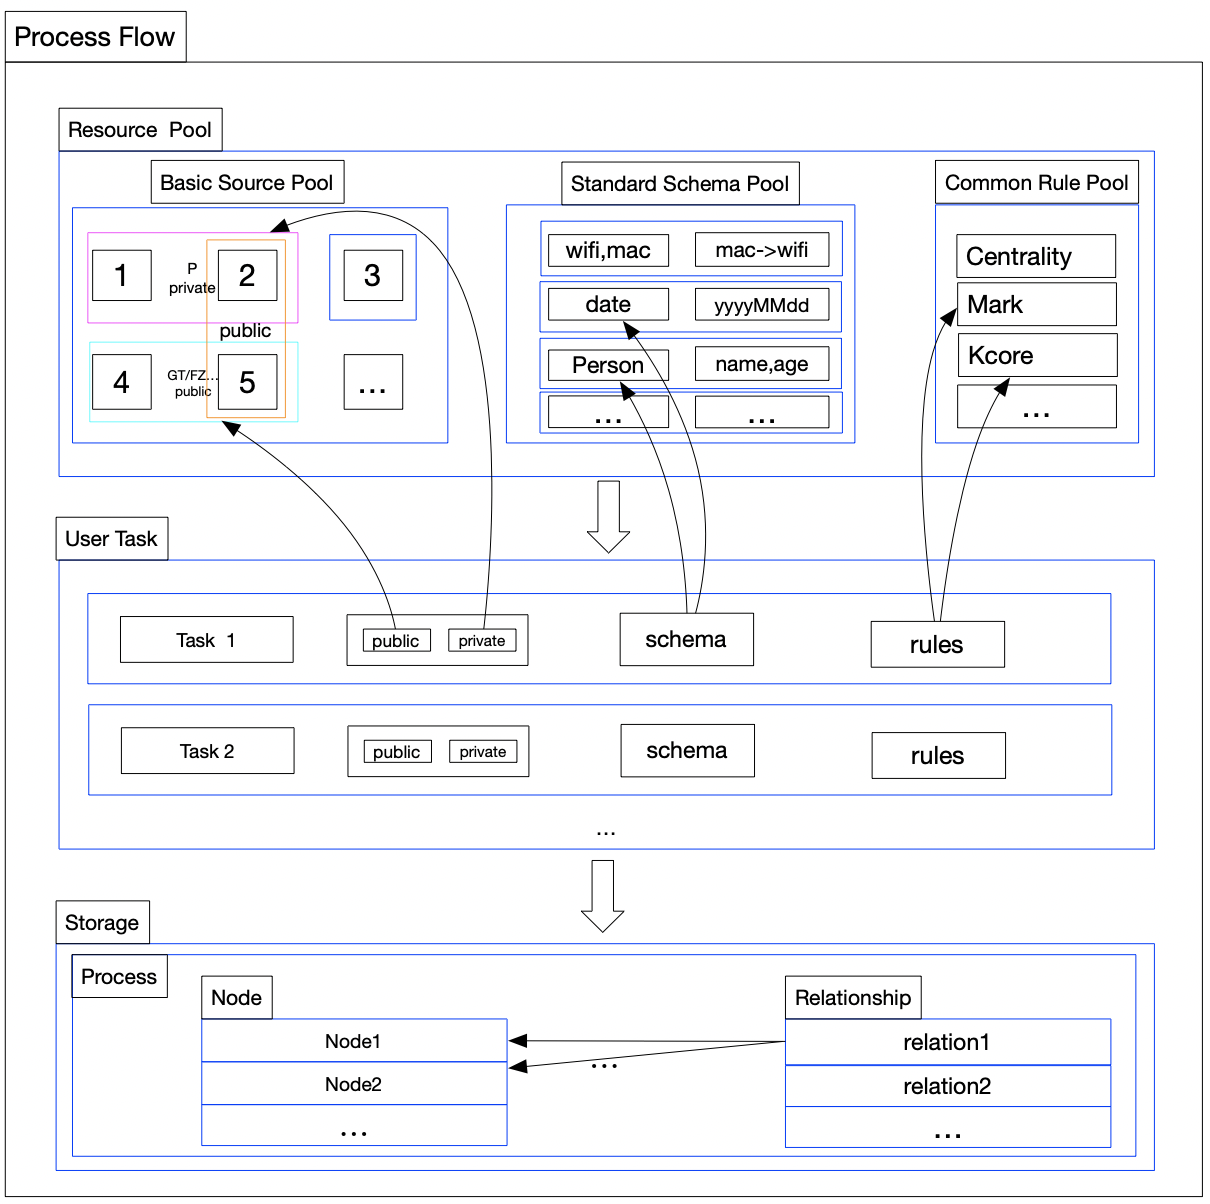 Process Flow
Resource Pool
Basic Source Pool
Standard Schema Pool
Common Rule Pool
1
P
private
2
3
public
4
GT/FZ...
public
5
...
wifi,mac
mac->wifi
date
yyyyMMdd
Person
name,age
...
...
Centrality
Mark
Kcore
...
User Task
Task 1
public
private
schema
rules
Task 2
public
private
schema
rules
...
Storage
Process
Node
Node1
Node2
...
...
Relationship
relation1
relation2
...